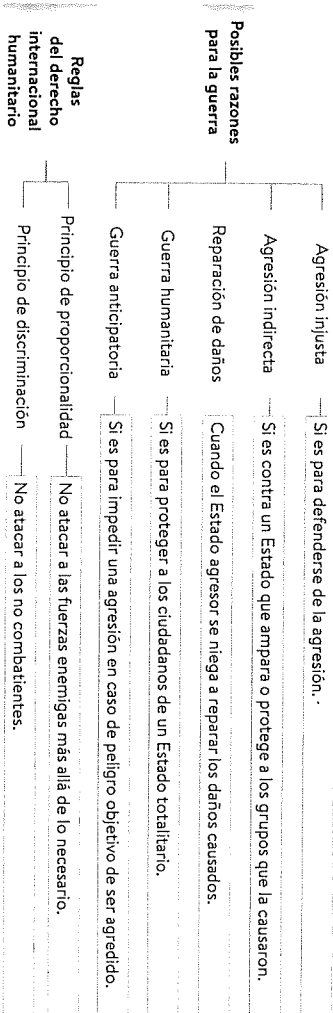 Posibles razones
para la guerra
Agresión injusta
Si es para defenderse de la agresión.
Agresión indirecta
Si es contra un Estado que ampara o protege a los grupos que la causaron.
Reparación de daños
Cuando el Estado agresor se niega a reparar los daños causados.
Guerra humanitaria
Si es para proteger a los ciudadanos de un Estado totalitario.
Guerra anticipatoria
Si es para impedir una agresión en caso de peligro objetivo de ser agredido.
Reglas
del derecho
internacional
humanitario
Principio de proporcionalidad
No atacar a las fuerzas enemigas más allá de lo necesario.
Principio de discriminación
No atacar a los no combatientes.